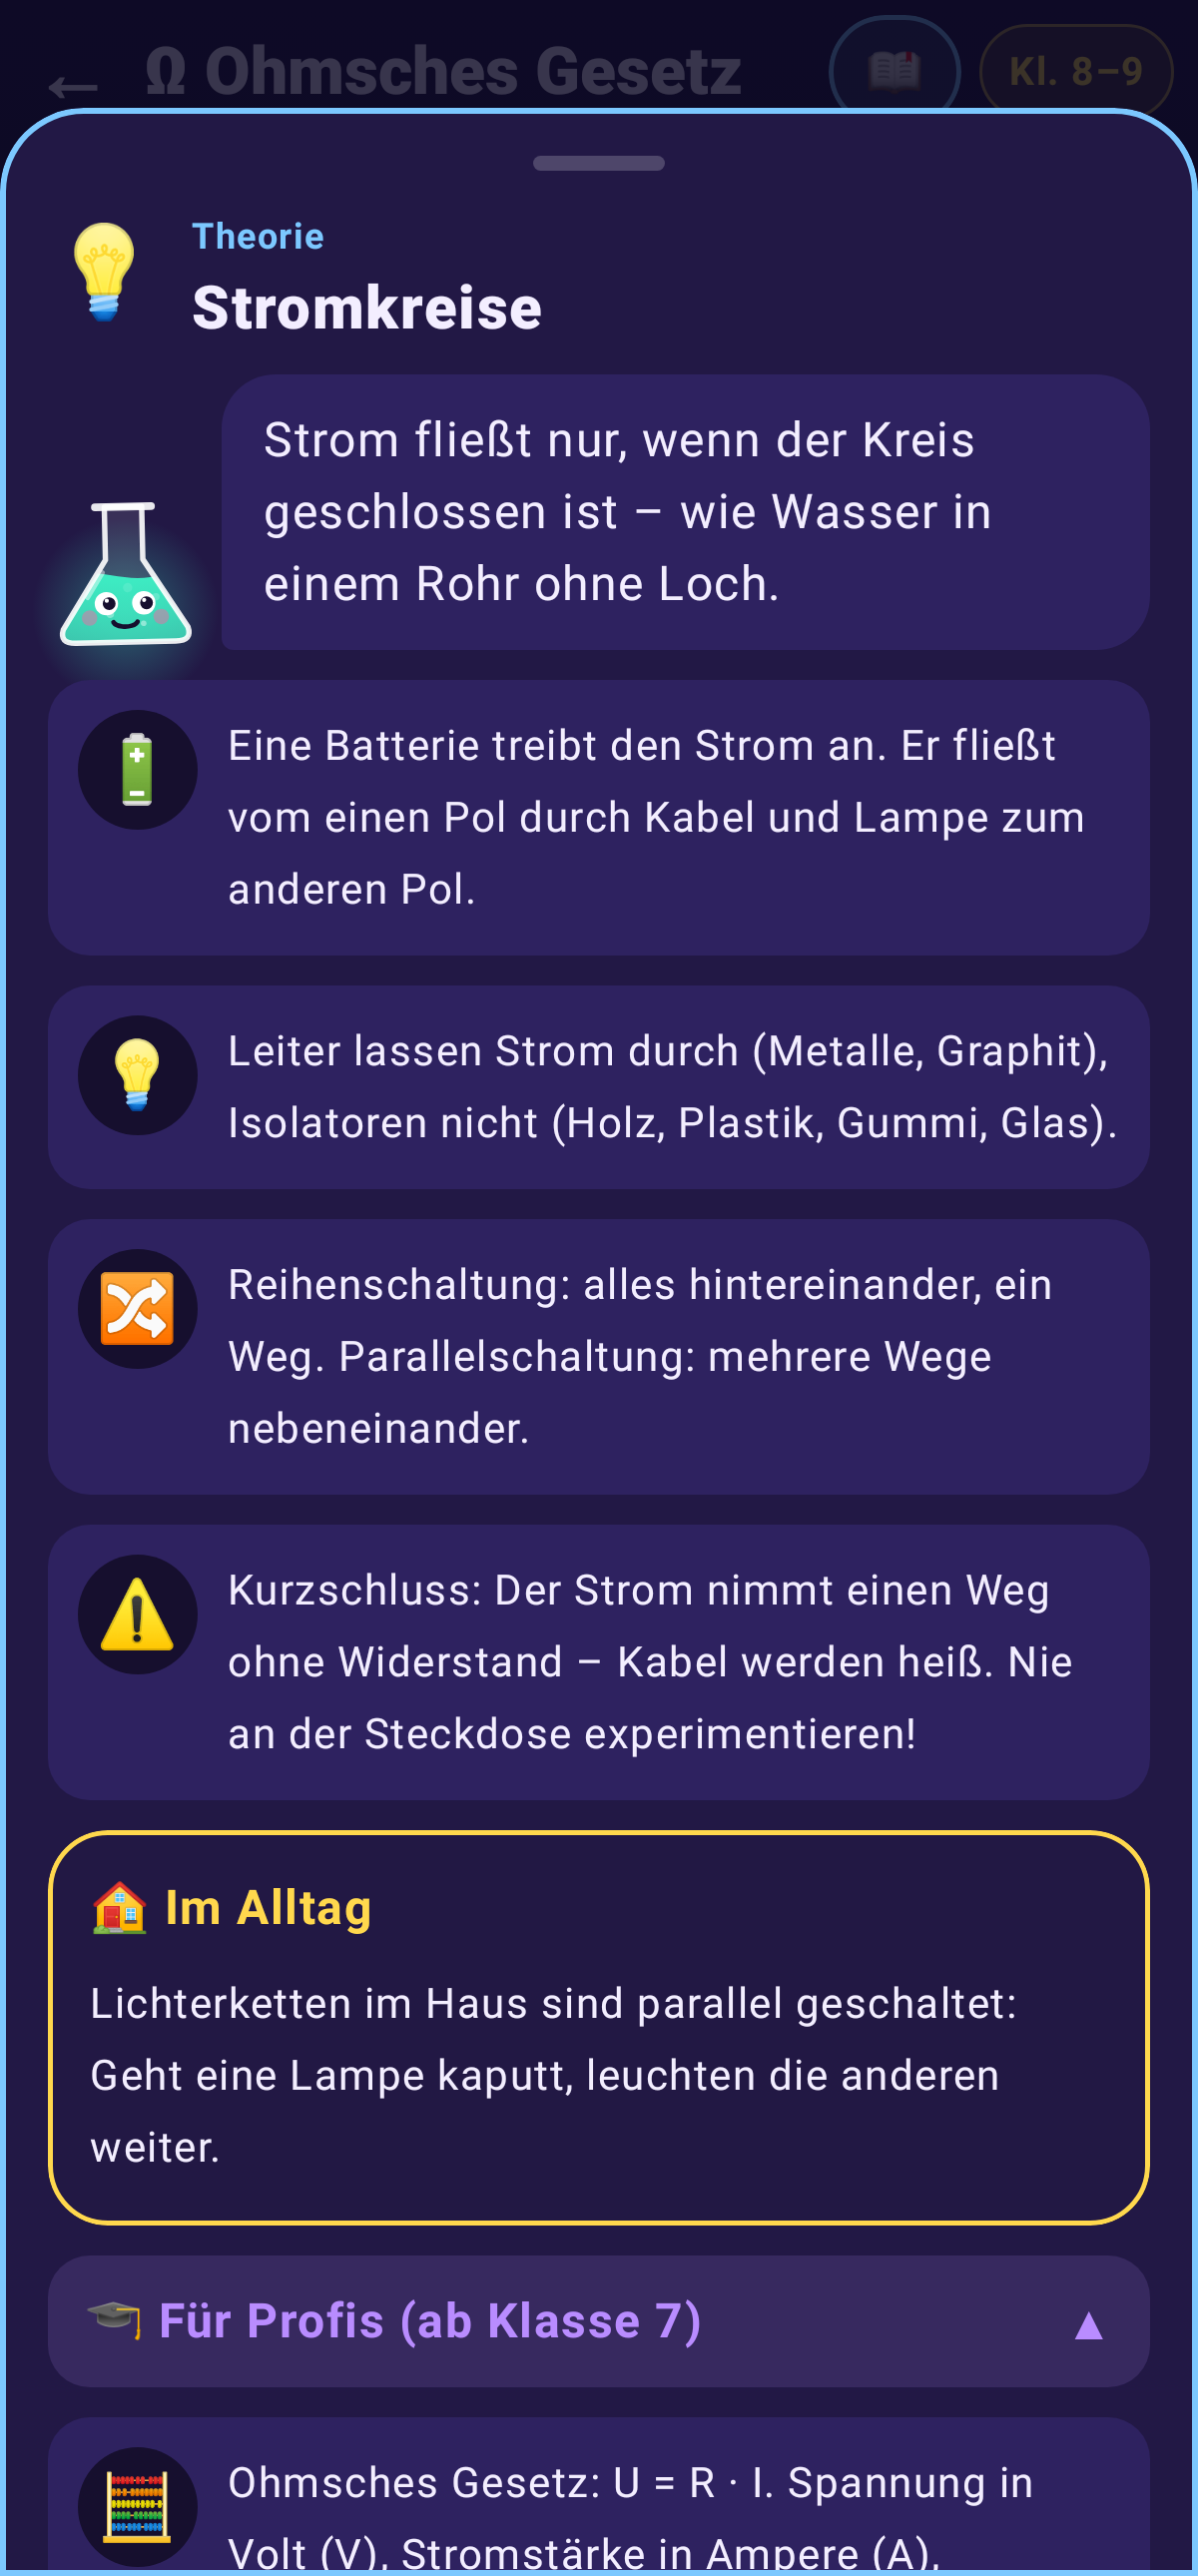 ← Ω Ohmsches Gesetz Kl. 8–9
Theorie
Stromkreise
Strom fließt nur, wenn der Kreis
geschlossen ist – wie Wasser in
einem Rohr ohne Loch.
Eine Batterie treibt den Strom an. Er fließt
vom einen Pol durch Kabel und Lampe zum
anderen Pol.
Leiter lassen Strom durch (Metalle, Graphit),
Isolatoren nicht (Holz, Plastik, Gummi, Glas).
Reihenschaltung: alles hintereinander, ein
Weg. Parallelschaltung: mehrere Wege
nebeneinander.
Kurzschluss: Der Strom nimmt einen Weg
ohne Widerstand – Kabel werden heiß. Nie
an der Steckdose experimentieren!
Im Alltag
Lichterketten im Haus sind parallel geschaltet:
Geht eine Lampe kaputt, leuchten die anderen
weiter.
Für Profis (ab Klasse 7) ▲
Ohmsches Gesetz: U = R · I. Spannung in
Volt (V), Stromstärke in Ampere (A),